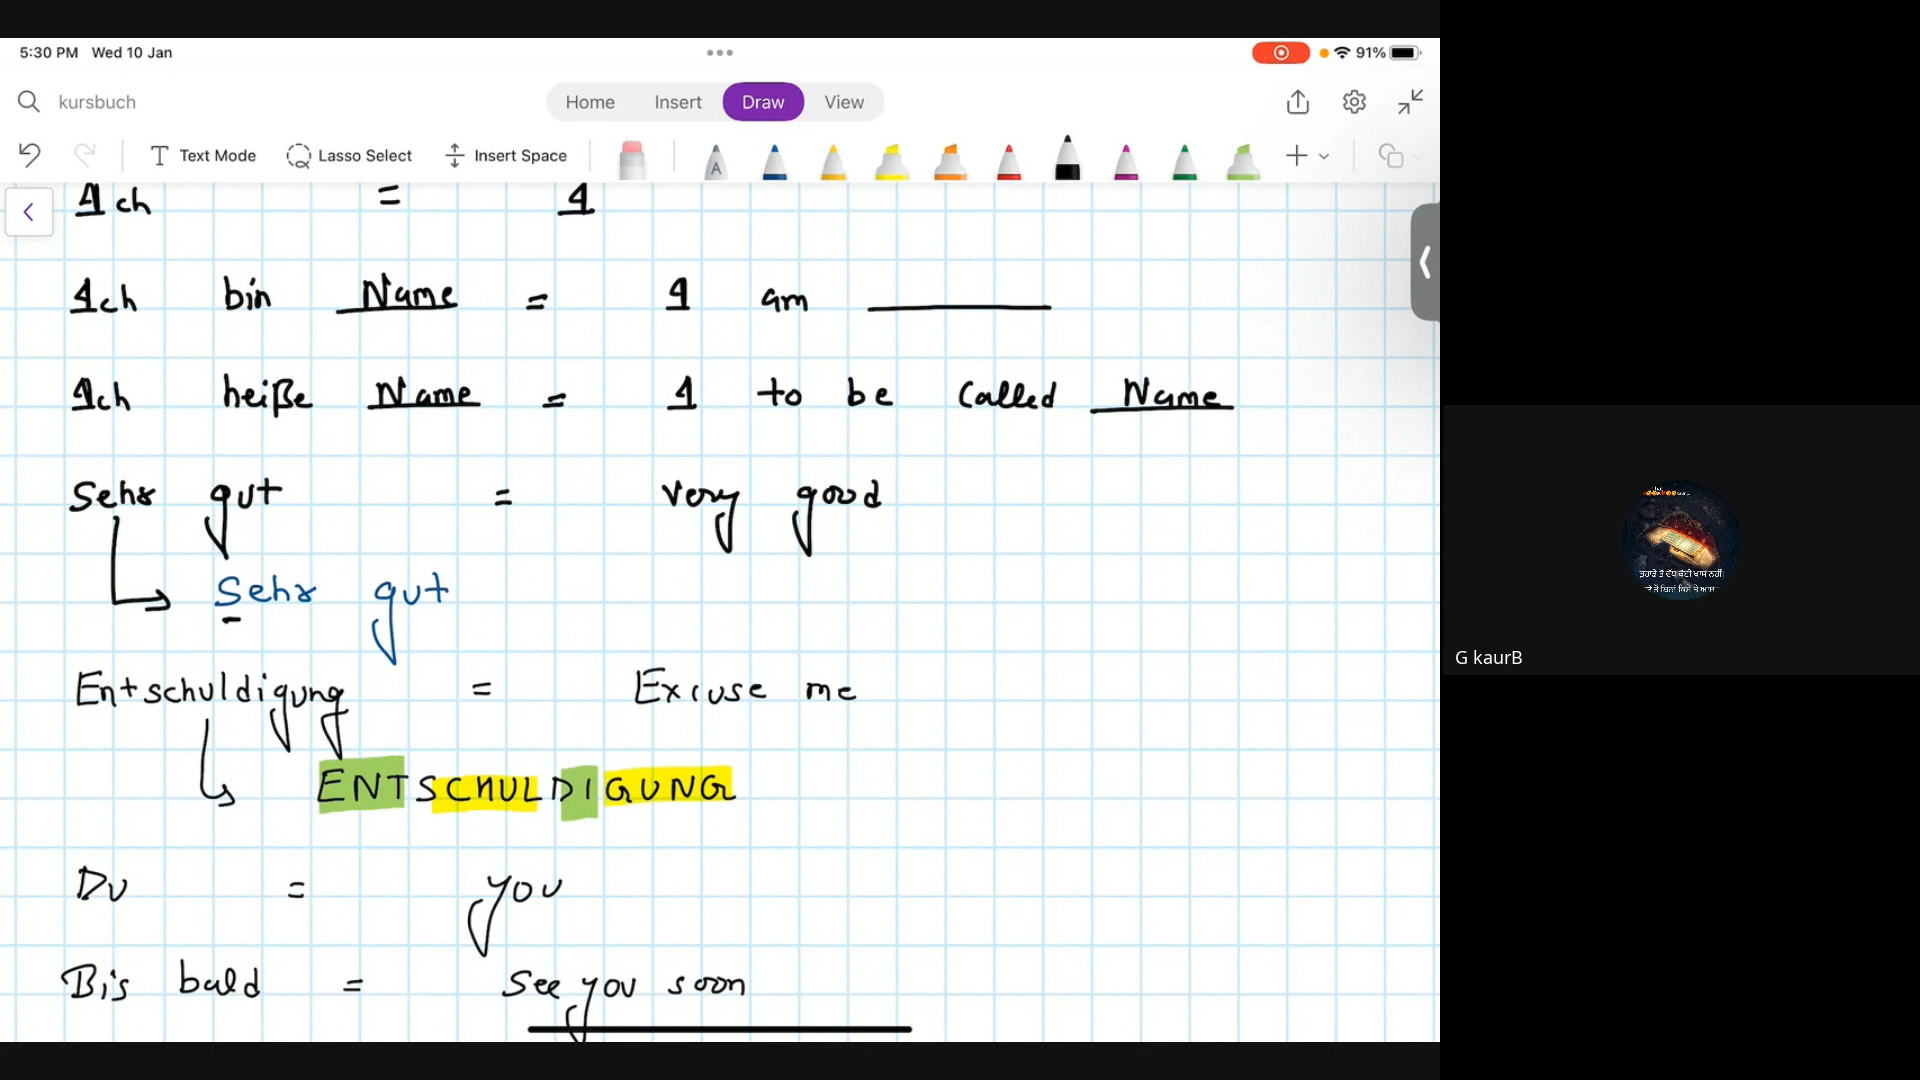 5:30 PM Wed 10 Jan
91%
kursbuch
Home Insert Draw View
Text Mode Lasso Select Insert Space
A
Ich = I
Ich bin Name = I am ______
Ich heiße Name = I to be called Name
Sehr gut = very good
Sehr gut
Entschuldigung = Excuse me
ENTSCHULDIGUNG
Du = you
Bis bald = See you soon
G kaurB